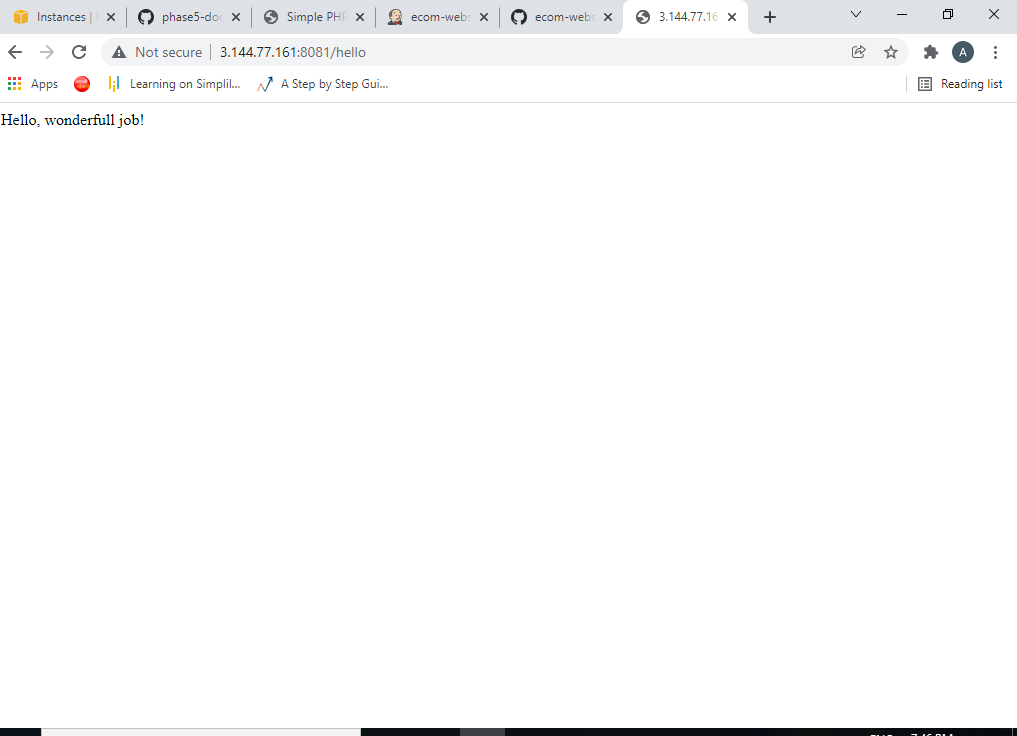 Instances |
phase5-doc
Simple PHP
ecom-webs
ecom-webs
3.144.77.16
Not secure
3.144.77.161:8081/hello
A
Apps
Learning on Simplil...
A Step by Step Gui...
Reading list
Hello, wonderfull job!